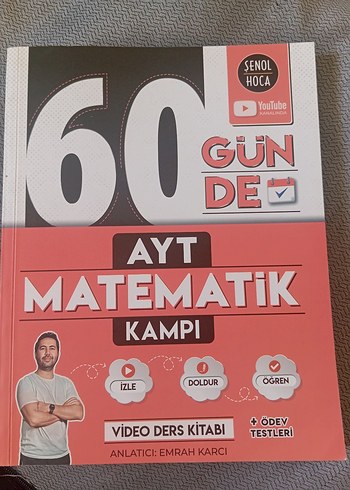 60
GÜN
DE
ŞENOL
HOCA
YouTube
KANALINDA
AYT
MATEMATİK
KAMPI
İZLE
DOLDUR
ÖĞREN
VİDEO DERS KİTABI
+ ÖDEV
TESTLERİ
ANLATICI: EMRAH KARCI